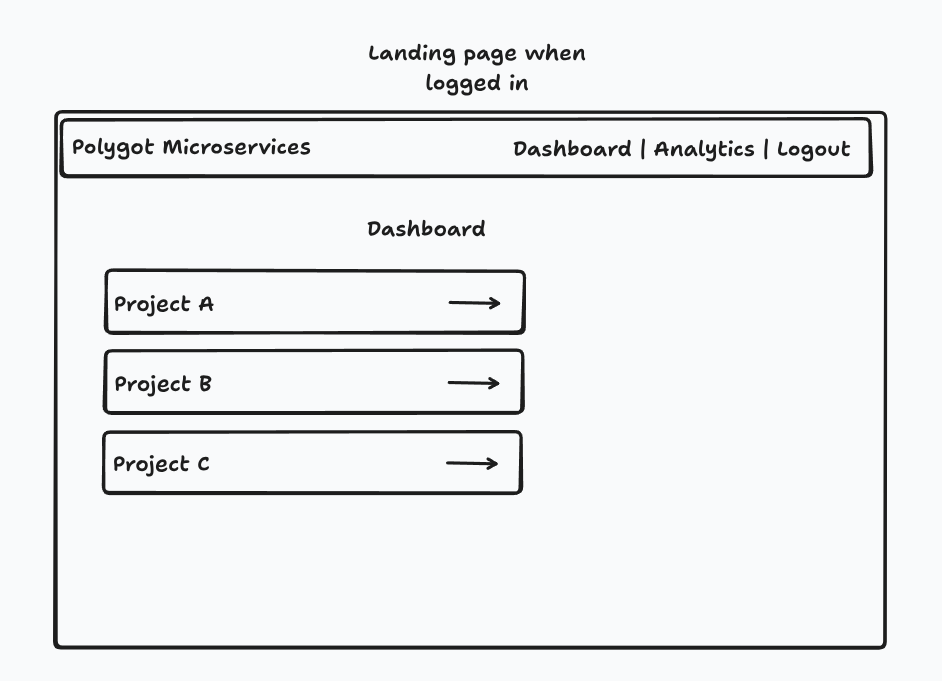 Landing page when
logged in
Polygot Microservices
Dashboard | Analytics | Logout
Dashboard
Project A
Project B
Project C